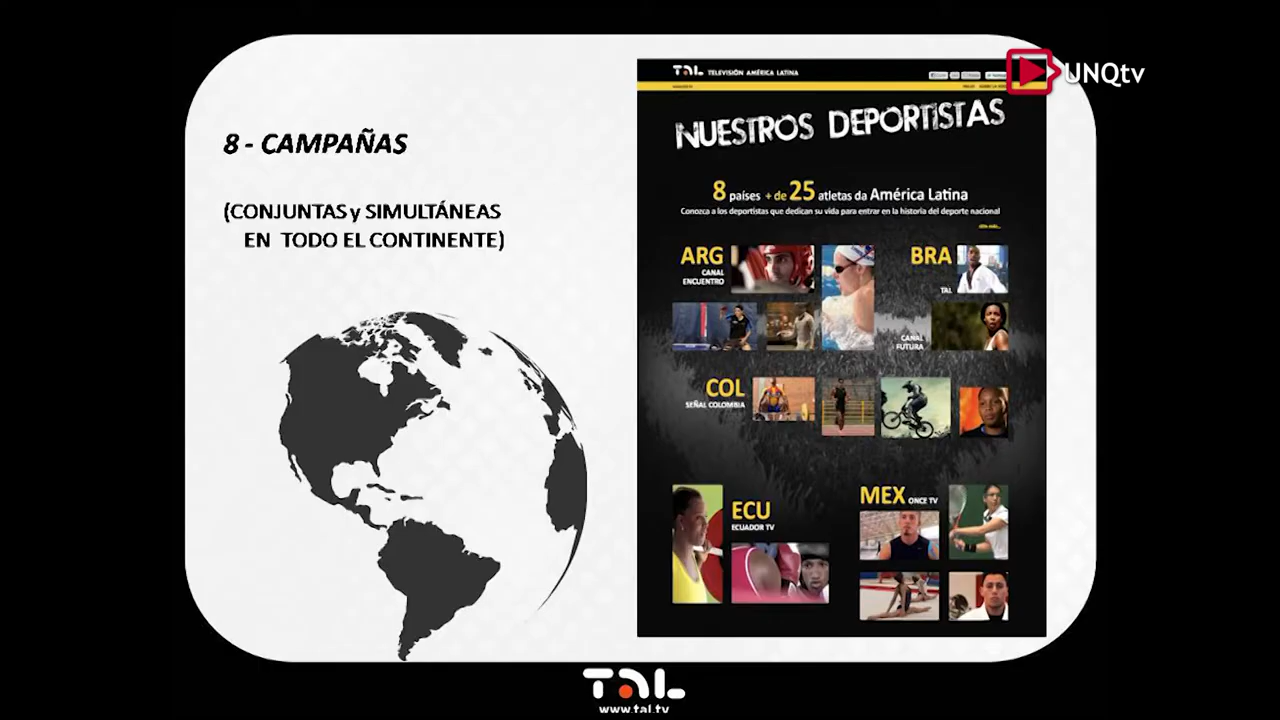 8 - CAMPAÑAS
(CONJUNTAS y SIMULTÁNEAS
EN TODO EL CONTINENTE)
TAL TELEVISIÓN AMÉRICA LATINA
UNQtv
NUESTROS DEPORTISTAS
8 países + de 25 atletas da América Latina
Conozca a los deportistas que dedican su vida para entrar en la historia del deporte nacional
ARG
CANAL
ENCUENTRO
BRA
TAL
CANAL
FUTURA
COL
SEÑAL COLOMBIA
ECU
ECUADOR TV
MEX ONCE TV
TAL
www.tal.tv